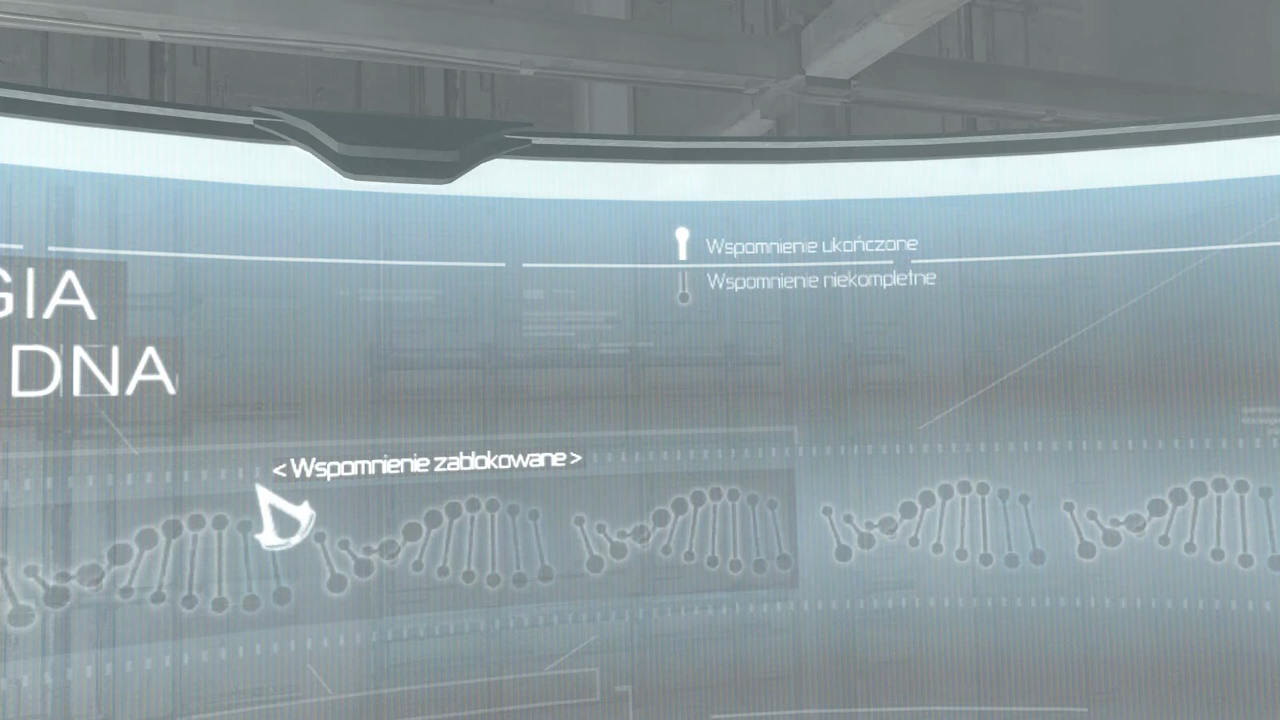 Wspomnienie ukończone
Wspomnienie niekompletne
GIA
DNA
< Wspomnienie zablokowane >